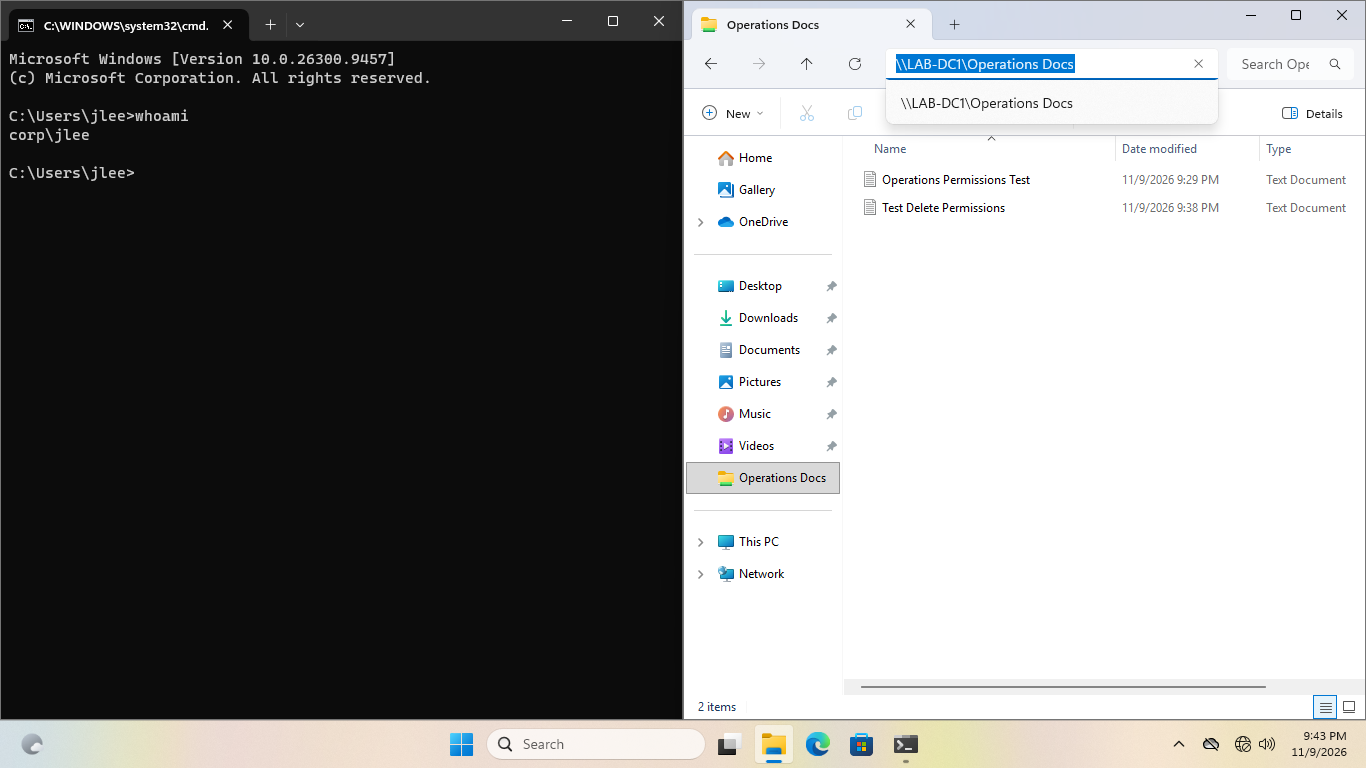 C:\WINDOWS\system32\cmd.
Microsoft Windows [Version 10.0.26300.9457]
(c) Microsoft Corporation. All rights reserved.
C:\Users\jlee>whoami
corp\jlee
C:\Users\jlee>
Operations Docs
\\LAB-DC1\Operations Docs
Search Ope
\\LAB-DC1\Operations Docs
New
Details
Home
Gallery
OneDrive
Desktop
Downloads
Documents
Pictures
Music
Videos
Operations Docs
This PC
Network
Name Date modified Type
Operations Permissions Test 11/9/2026 9:29 PM Text Document
Test Delete Permissions 11/9/2026 9:38 PM Text Document
2 items
Search
9:43 PM
11/9/2026